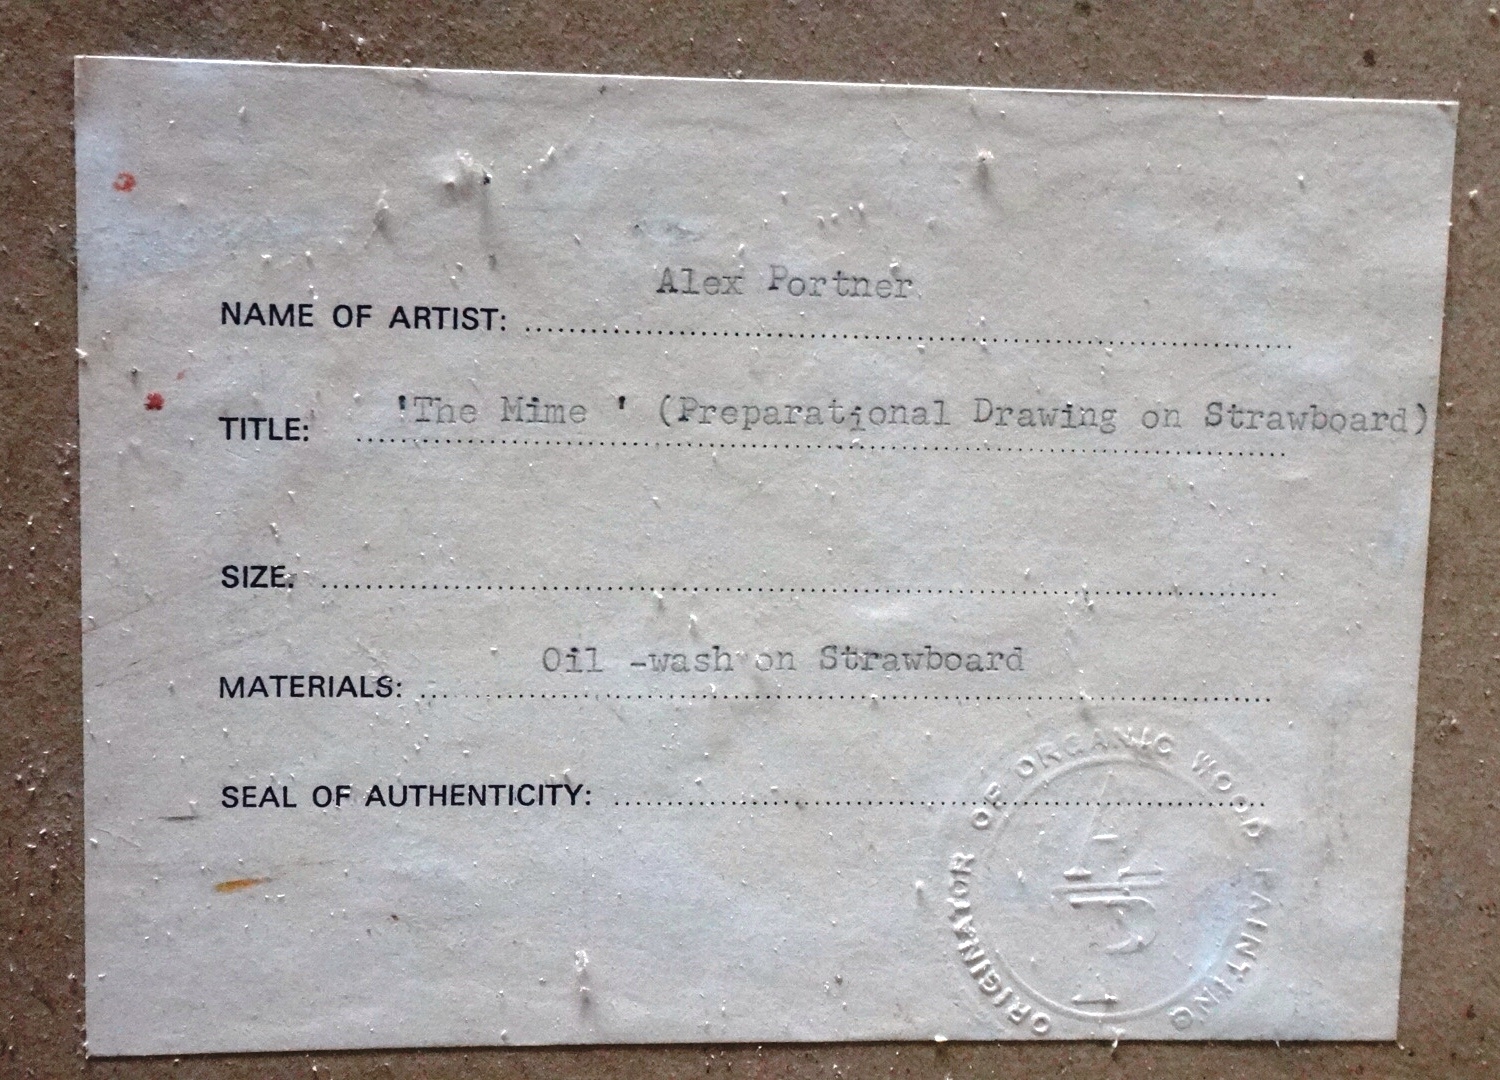 Alex Portner
NAME OF ARTIST:
'The Mime ' (Preparational Drawing on Strawboard)
TITLE:
SIZE:
Oil -wash on Strawboard
MATERIALS:
SEAL OF AUTHENTICITY:
ORIGINATOR OF ORGANIC WOOD PAINTING